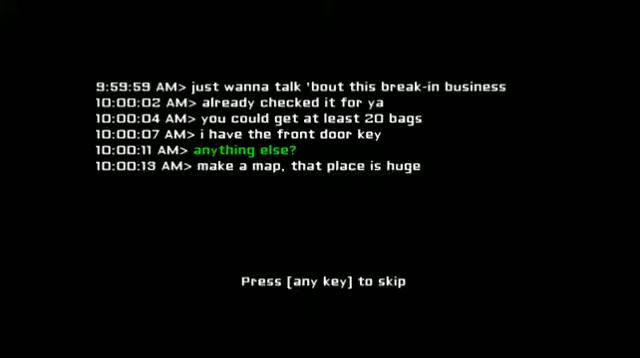 9:59:59 AM> just wanna talk 'bout this break-in business
10:00:02 AM> already checked it for ya
10:00:04 AM> you could get at least 20 bags
10:00:07 AM> i have the front door key
10:00:11 AM> anything else?
10:00:13 AM> make a map, that place is huge
Press [any key] to skip